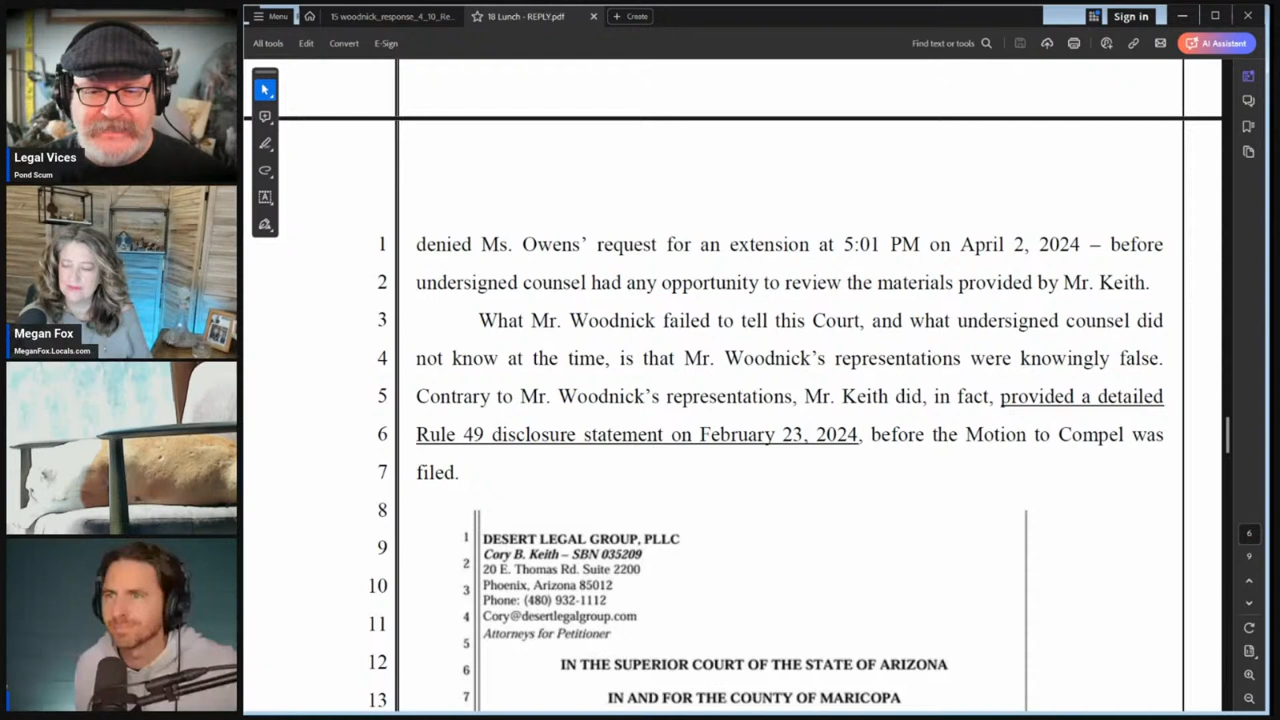 Menu
15 woodnick_response_4_10_Re...
18 Lunch - REPLY.pdf
Create
Sign in
All tools
Edit
Convert
E-Sign
Find text or tools
AI Assistant
Legal Vices
Pond Scum
Megan Fox
MeganFox.Locals.com
1 denied Ms. Owens' request for an extension at 5:01 PM on April 2, 2024 – before
2 undersigned counsel had any opportunity to review the materials provided by Mr. Keith.
3 What Mr. Woodnick failed to tell this Court, and what undersigned counsel did
4 not know at the time, is that Mr. Woodnick's representations were knowingly false.
5 Contrary to Mr. Woodnick's representations, Mr. Keith did, in fact, provided a detailed
6 Rule 49 disclosure statement on February 23, 2024, before the Motion to Compel was
7 filed.
8
9
10
11
12
13
1 DESERT LEGAL GROUP, PLLC
Cory B. Keith – SBN 035209
2 20 E. Thomas Rd. Suite 2200
Phoenix, Arizona 85012
3 Phone: (480) 932-1112
4 Cory@desertlegalgroup.com
Attorneys for Petitioner
5
6 IN THE SUPERIOR COURT OF THE STATE OF ARIZONA
7 IN AND FOR THE COUNTY OF MARICOPA
6
9